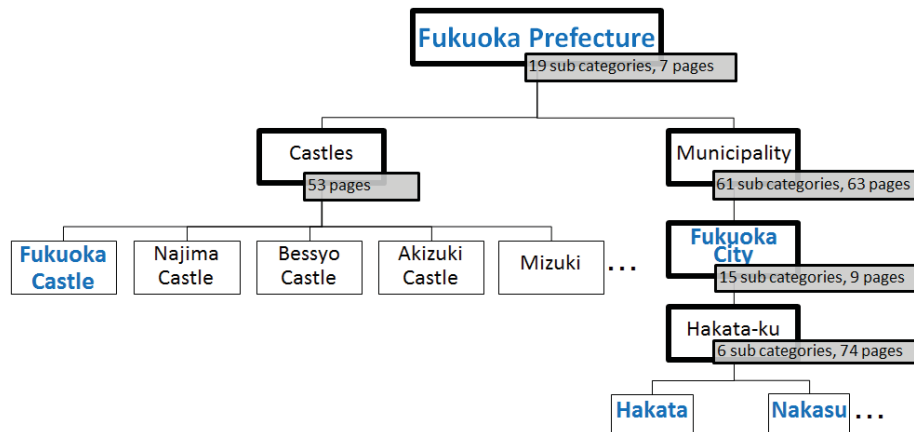 Fukuoka Prefecture
19 sub categories, 7 pages
Castles
53 pages
Municipality
61 sub categories, 63 pages
Fukuoka
Castle
Najima
Castle
Bessyo
Castle
Akizuki
Castle
Mizuki
...
Fukuoka
City
15 sub categories, 9 pages
Hakata-ku
6 sub categories, 74 pages
Hakata
Nakasu
...